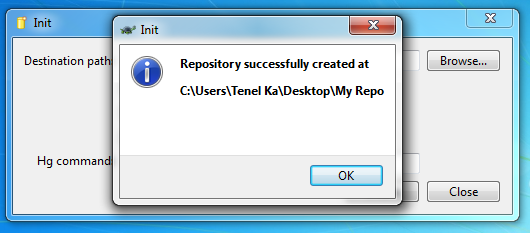 Init
Init
Repository successfully created at
Destination path:
Browse...
C:\Users\Tenel Ka\Desktop\My Repo
Hg command
OK
Close